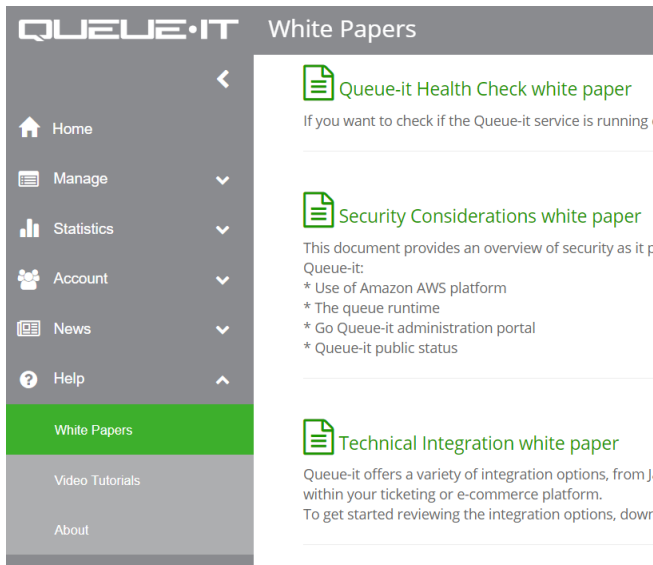 QUEUE·IT
White Papers
Home
Manage
Statistics
Account
News
Help
White Papers
Video Tutorials
About
Queue-it Health Check white paper
If you want to check if the Queue-it service is running
Security Considerations white paper
This document provides an overview of security as it
Queue-it:
* Use of Amazon AWS platform
* The queue runtime
* Go Queue-it administration portal
* Queue-it public status
Technical Integration white paper
Queue-it offers a variety of integration options, from
within your ticketing or e-commerce platform.
To get started reviewing the integration options,